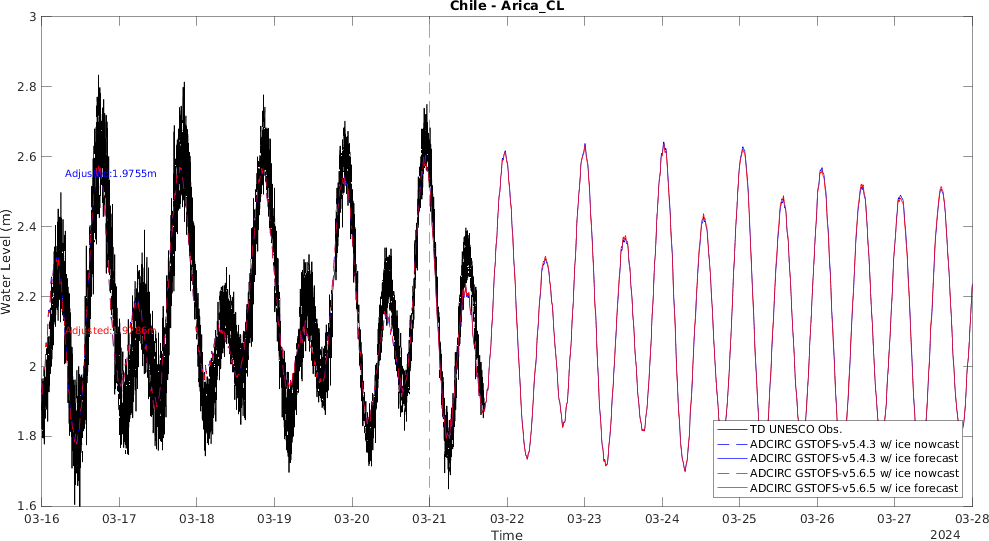 Chile - Arica_CL
Water Level (m)
3
2.8
2.6
2.4
2.2
2
1.8
1.6
Adjusted:1.9755m
03-16
03-17
03-18
03-19
03-20
03-21
03-22
03-23
03-24
03-25
03-26
03-27
03-28
Time
2024
TD UNESCO Obs.
ADCIRC GSTOFS-v5.4.3 w/ ice nowcast
ADCIRC GSTOFS-v5.4.3 w/ ice forecast
ADCIRC GSTOFS-v5.6.5 w/ ice nowcast
ADCIRC GSTOFS-v5.6.5 w/ ice forecast